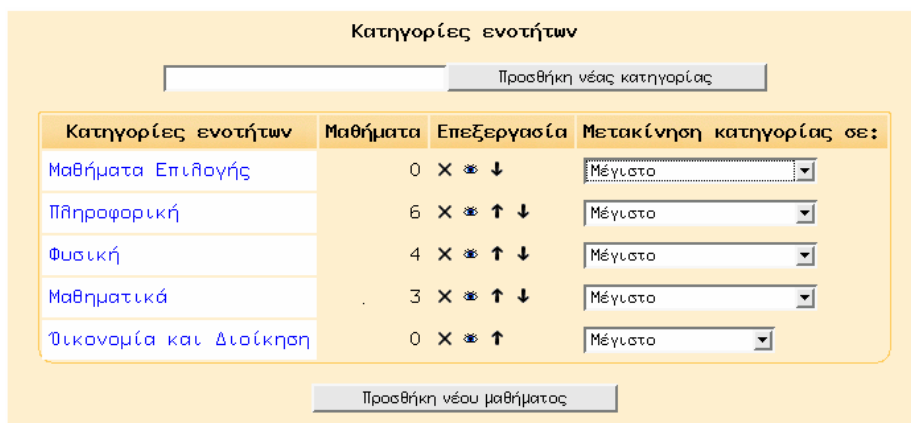 Κατηγορίες ενοτήτων
Προσθήκη νέας κατηγορίας
Κατηγορίες ενοτήτων Μαθήματα Επεξεργασία Μετακίνηση κατηγορίας σε:
Μαθήματα Επιλογής 0 Μέγιστο
Πληροφορική 6 Μέγιστο
Φυσική 4 Μέγιστο
Μαθηματικά 3 Μέγιστο
Οικονομία και Διοίκηση 0 Μέγιστο
Προσθήκη νέου μαθήματος